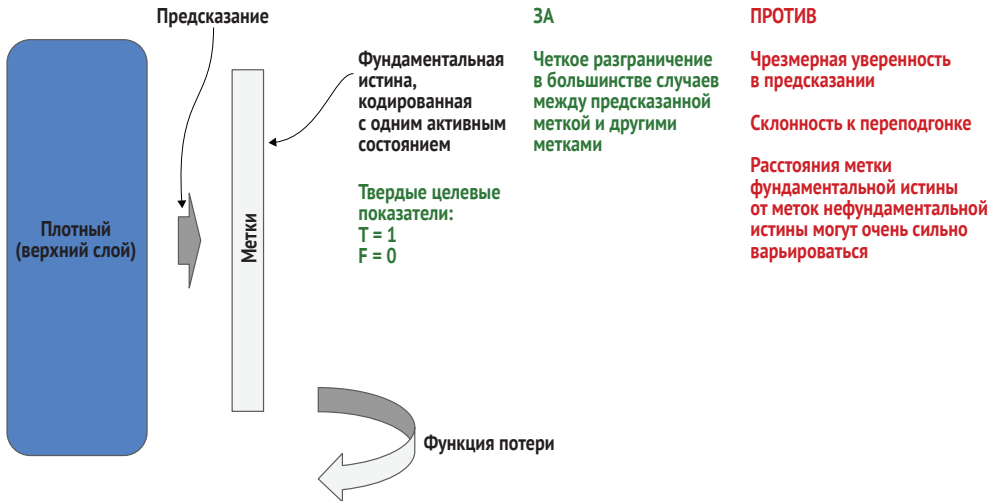 Предсказание
Плотный
(верхний слой)
Метки
Фундаментальная
истина,
кодированная
с одним активным
состоянием
Твердые целевые
показатели:
T = 1
F = 0
ЗА
Четкое разграничение
в большинстве случаев
между предсказанной
меткой и другими
метками
ПРОТИВ
Чрезмерная уверенность
в предсказании
Склонность к переподгонке
Расстояния метки
фундаментальной истины
от меток нефундаментальной
истины могут очень сильно
варьироваться
Функция потери